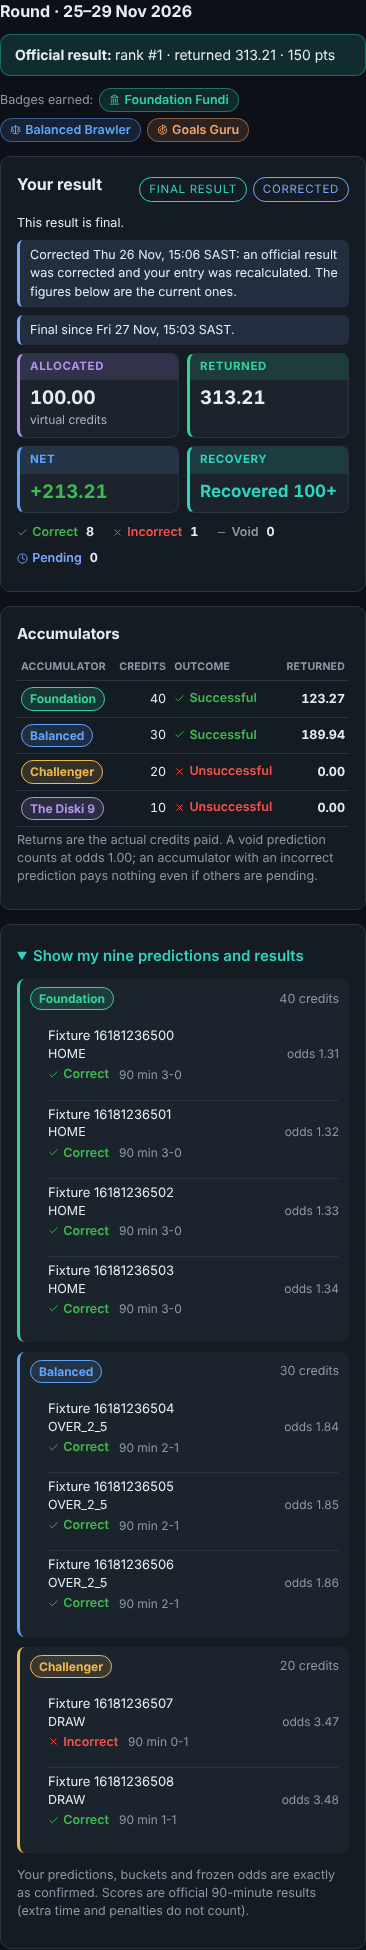 Round · 25–29 Nov 2026
Official result: rank #1 · returned 313.21 · 150 pts
Badges earned: Foundation Fundi
Balanced Brawler Goals Guru
Your result FINAL RESULT CORRECTED
This result is final.
Corrected Thu 26 Nov, 15:06 SAST: an official result
was corrected and your entry was recalculated. The
figures below are the current ones.
Final since Fri 27 Nov, 15:03 SAST.
ALLOCATED RETURNED
100.00 313.21
virtual credits
NET RECOVERY
+213.21 Recovered 100+
Correct 8 Incorrect 1 Void 0
Pending 0
Accumulators
ACCUMULATOR CREDITS OUTCOME RETURNED
Foundation 40 Successful 123.27
Balanced 30 Successful 189.94
Challenger 20 Unsuccessful 0.00
The Diski 9 10 Unsuccessful 0.00
Returns are the actual credits paid. A void prediction
counts at odds 1.00; an accumulator with an incorrect
prediction pays nothing even if others are pending.
▼ Show my nine predictions and results
Foundation 40 credits
Fixture 16181236500
HOME odds 1.31
Correct 90 min 3-0
Fixture 16181236501
HOME odds 1.32
Correct 90 min 3-0
Fixture 16181236502
HOME odds 1.33
Correct 90 min 3-0
Fixture 16181236503
HOME odds 1.34
Correct 90 min 3-0
Balanced 30 credits
Fixture 16181236504
OVER_2_5 odds 1.84
Correct 90 min 2-1
Fixture 16181236505
OVER_2_5 odds 1.85
Correct 90 min 2-1
Fixture 16181236506
OVER_2_5 odds 1.86
Correct 90 min 2-1
Challenger 20 credits
Fixture 16181236507
DRAW odds 3.47
Incorrect 90 min 0-1
Fixture 16181236508
DRAW odds 3.48
Correct 90 min 1-1
Your predictions, buckets and frozen odds are exactly
as confirmed. Scores are official 90-minute results
(extra time and penalties do not count).